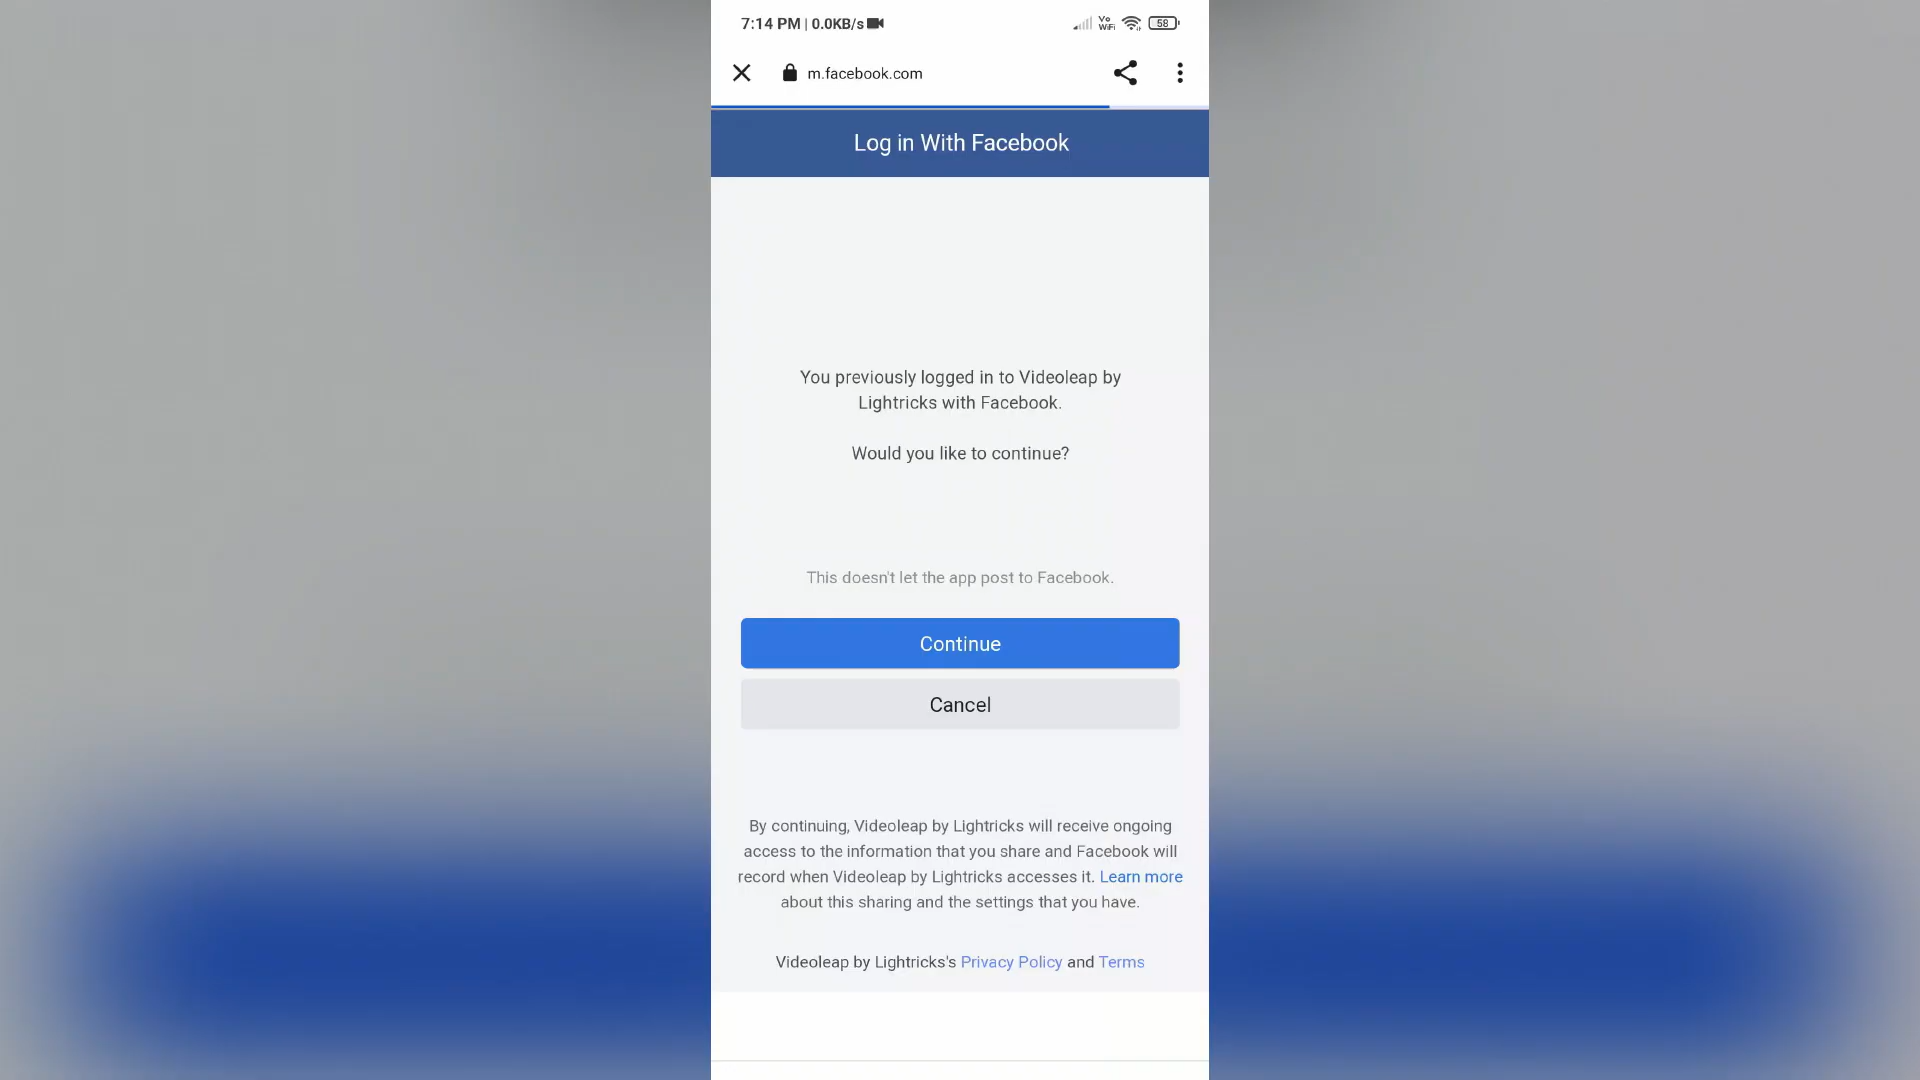 7:14 PM | 0.0KB/s
Vo
WiFi
58
m.facebook.com
Log in With Facebook
You previously logged in to Videoleap by
Lightricks with Facebook.
Would you like to continue?
This doesn't let the app post to Facebook.
Continue
Cancel
By continuing, Videoleap by Lightricks will receive ongoing
access to the information that you share and Facebook will
record when Videoleap by Lightricks accesses it. Learn more
about this sharing and the settings that you have.
Videoleap by Lightricks's Privacy Policy and Terms